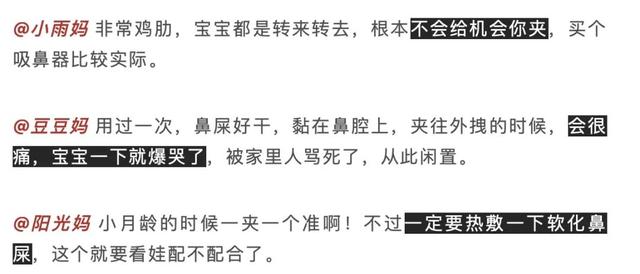 @小雨妈 非常鸡肋，宝宝都是转来转去，根本不会给机会你夹，买个
吸鼻器比较实际。
@豆豆妈 用过一次，鼻屎好干，黏在鼻腔上，夹往外拽的时候，会很
痛，宝宝一下就爆哭了，被家里人骂死了，从此闲置。
@阳光妈 小月龄的时候一夹一个准啊！不过一定要热敷一下软化鼻
屎，这个就要看娃配不配合了。